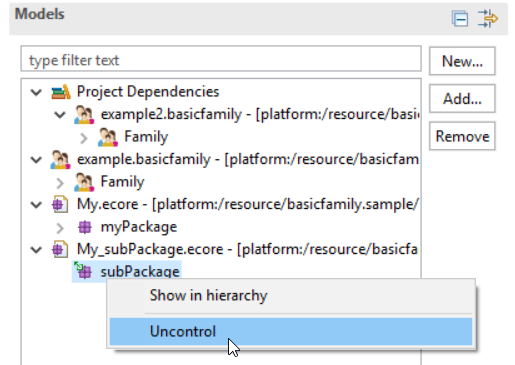 Models
type filter text
New...
Add...
Remove
Project Dependencies
example2.basicfamily - [platform:/resource/basi
Family
example.basicfamily - [platform:/resource/basicfam
Family
My.ecore - [platform:/resource/basicfamily.sample/
myPackage
My_subPackage.ecore - [platform:/resource/basicfa
subPackage
Show in hierarchy
Uncontrol